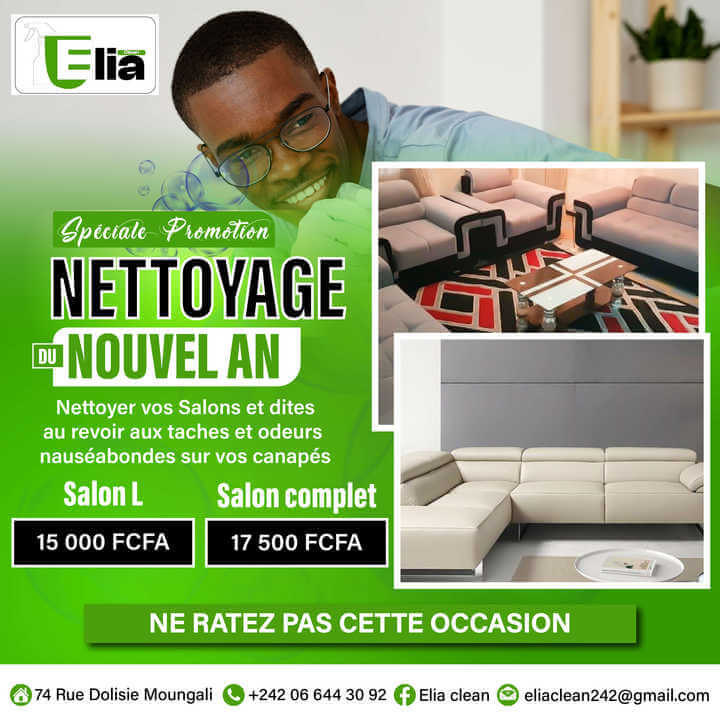 Elia
Clean
Spéciale Promotion
NETTOYAGE
DU NOUVEL AN
Nettoyer vos Salons et dites
au revoir aux taches et odeurs
nauséabondes sur vos canapés
Salon L
Salon complet
15 000 FCFA
17 500 FCFA
NE RATEZ PAS CETTE OCCASION
74 Rue Dolisie Moungali +242 06 644 30 92 Elia clean eliaclean242@gmail.com